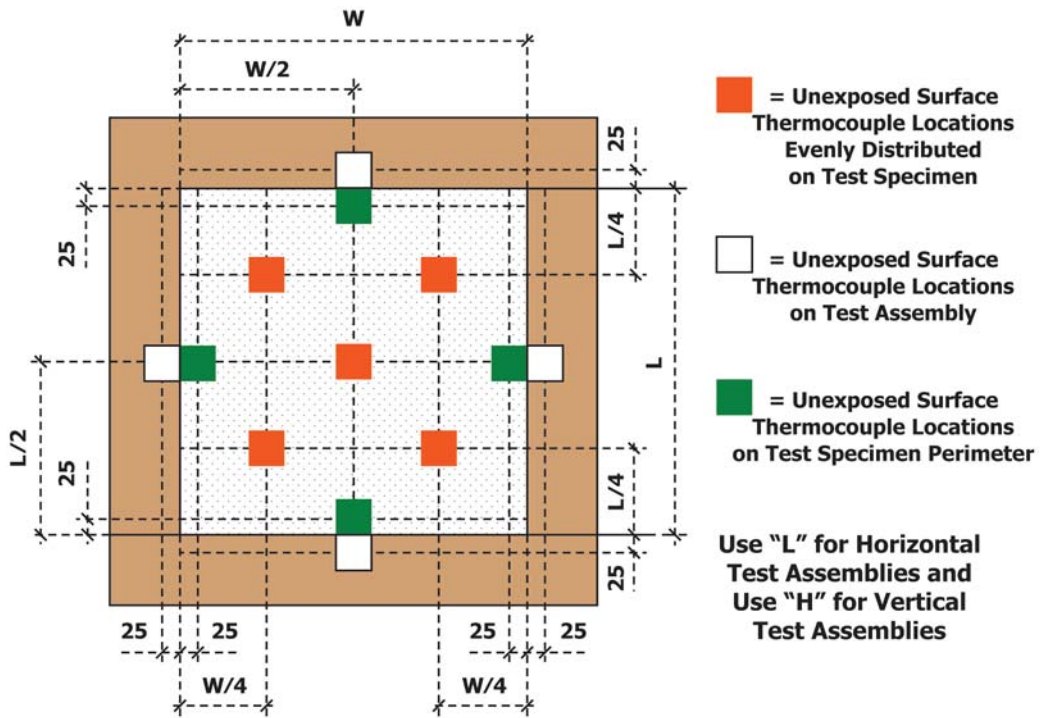 W
W/2
25
= Unexposed Surface
Thermocouple Locations
Evenly Distributed
on Test Specimen
25
L/4
= Unexposed Surface
Thermocouple Locations
on Test Assembly
L
= Unexposed Surface
Thermocouple Locations
on Test Specimen Perimeter
L/2
25
L/4
25
Use “L” for Horizontal
Test Assemblies and
Use “H” for Vertical
Test Assemblies
25 25 25 25
W/4 W/4